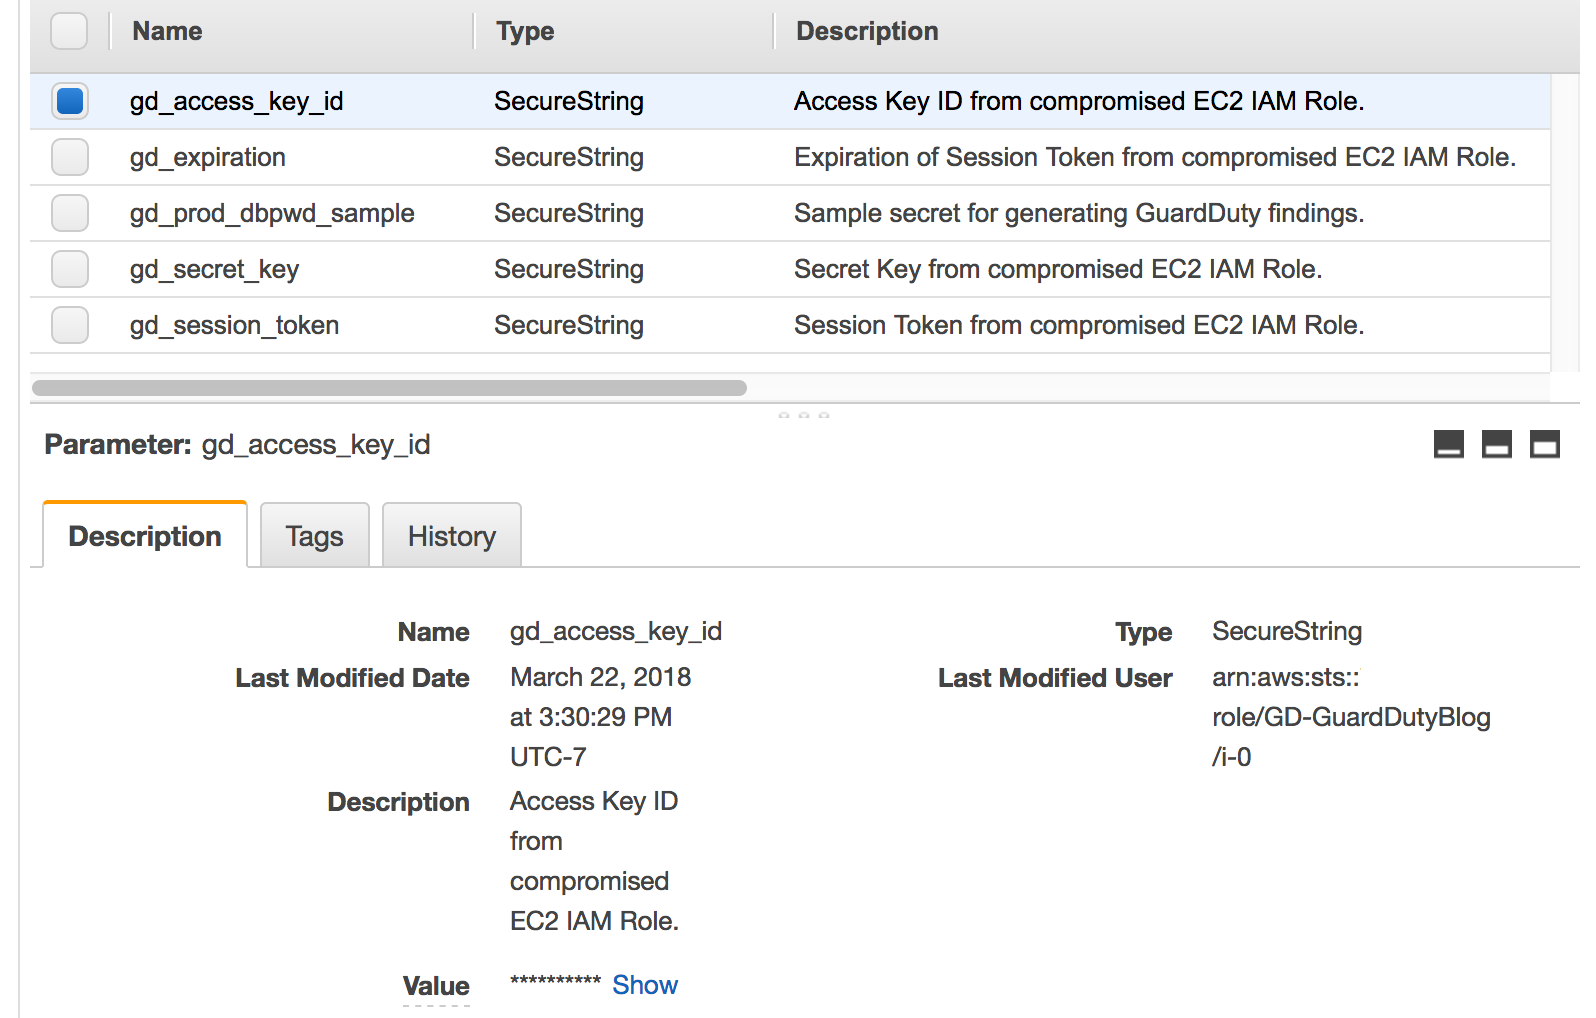 Name Type Description
gd_access_key_id SecureString Access Key ID from compromised EC2 IAM Role.
gd_expiration SecureString Expiration of Session Token from compromised EC2 IAM Role.
gd_prod_dbpwd_sample SecureString Sample secret for generating GuardDuty findings.
gd_secret_key SecureString Secret Key from compromised EC2 IAM Role.
gd_session_token SecureString Session Token from compromised EC2 IAM Role.
Parameter: gd_access_key_id
Description Tags History
Name gd_access_key_id Type SecureString
Last Modified Date March 22, 2018 Last Modified User arn:aws:sts::
at 3:30:29 PM role/GD-GuardDutyBlog
UTC-7 /i-0
Description Access Key ID
from
compromised
EC2 IAM Role.
Value ********** Show